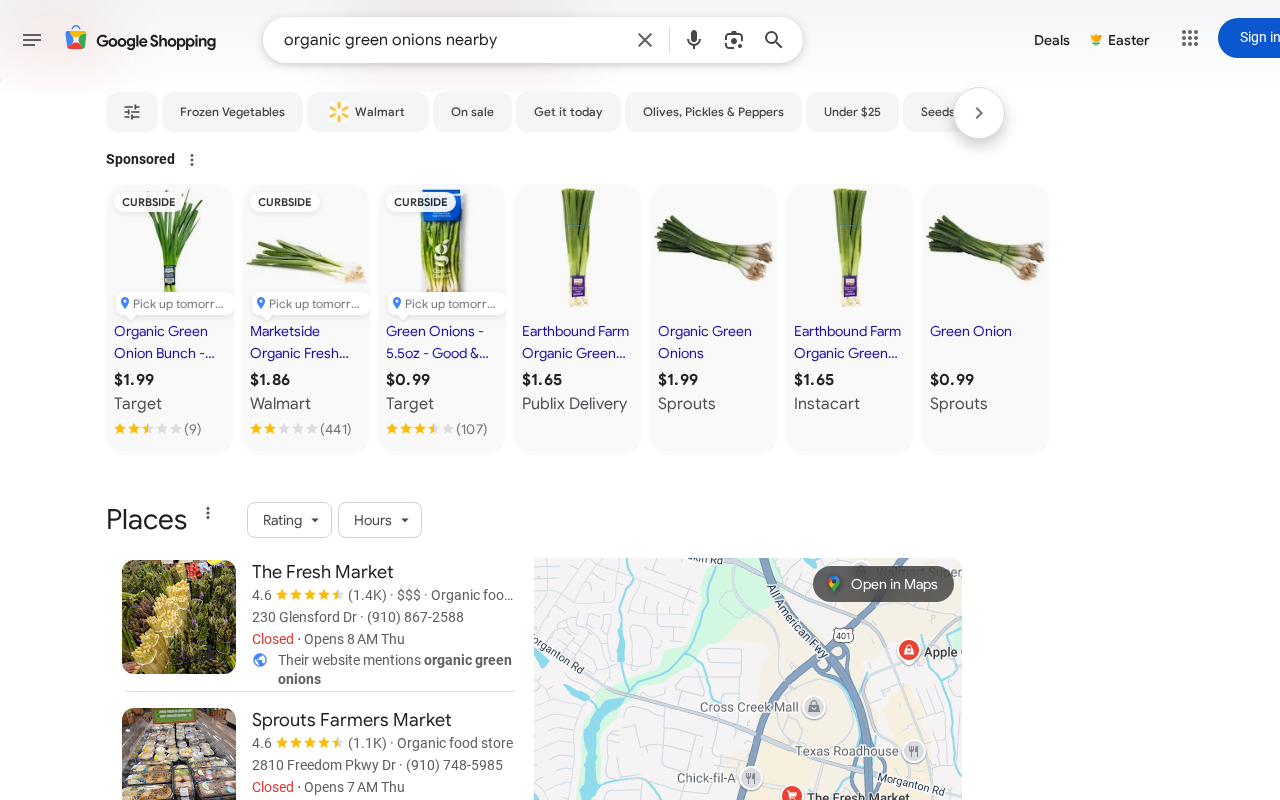 Google Shopping
organic green onions nearby
Deals
Easter
Sign in
Frozen Vegetables
Walmart
On sale
Get it today
Olives, Pickles & Peppers
Under $25
Seeds
Sponsored
CURBSIDE
Pick up tomorr...
Organic Green
Onion Bunch -...
$1.99
Target
(9)
CURBSIDE
Pick up tomorr...
Marketside
Organic Fresh...
$1.86
Walmart
(441)
CURBSIDE
Pick up tomorr...
Green Onions -
5.5oz - Good &...
$0.99
Target
(107)
Earthbound Farm
Organic Green...
$1.65
Publix Delivery
Organic Green
Onions
$1.99
Sprouts
Earthbound Farm
Organic Green...
$1.65
Instacart
Green Onion
$0.99
Sprouts
Places
Rating
Hours
The Fresh Market
4.6 (1.4K) · $$$ · Organic foo...
230 Glensford Dr · (910) 867-2588
Closed · Opens 8 AM Thu
Their website mentions organic green
onions
Sprouts Farmers Market
4.6 (1.1K) · Organic food store
2810 Freedom Pkwy Dr · (910) 748-5985
Closed · Opens 7 AM Thu
Walmart Super
Open in Maps
All American Fwy
401
organton Rd
Apple
Cross Creek Mall
Texas Roadhouse
Chick-fil-A
Morganton Rd
The Fresh Market